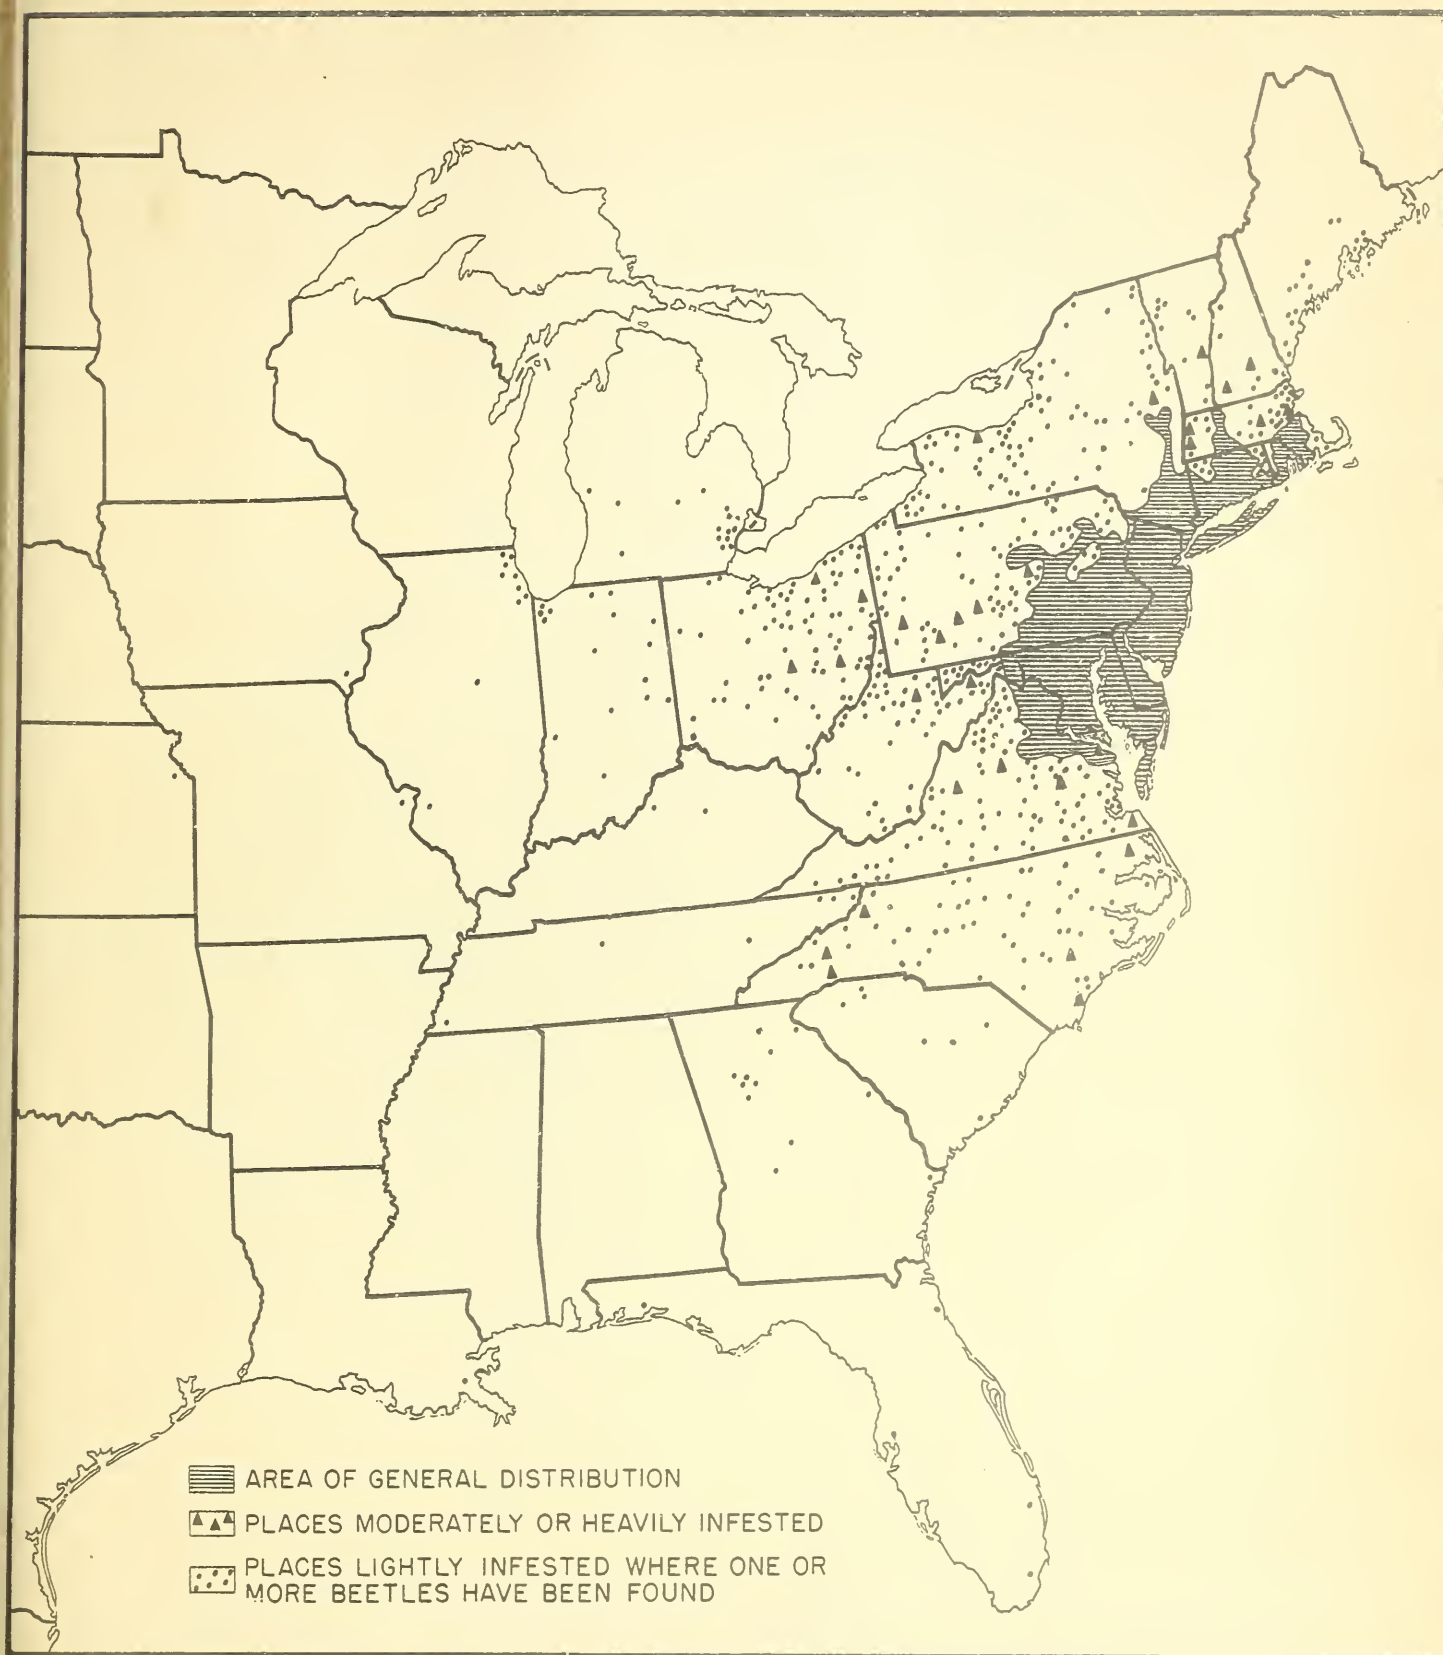 AREA OF GENERAL DISTRIBUTION
PLACES MODERATELY OR HEAVILY INFESTED
PLACES LIGHTLY INFESTED WHERE ONE OR
MORE BEETLES HAVE BEEN FOUND